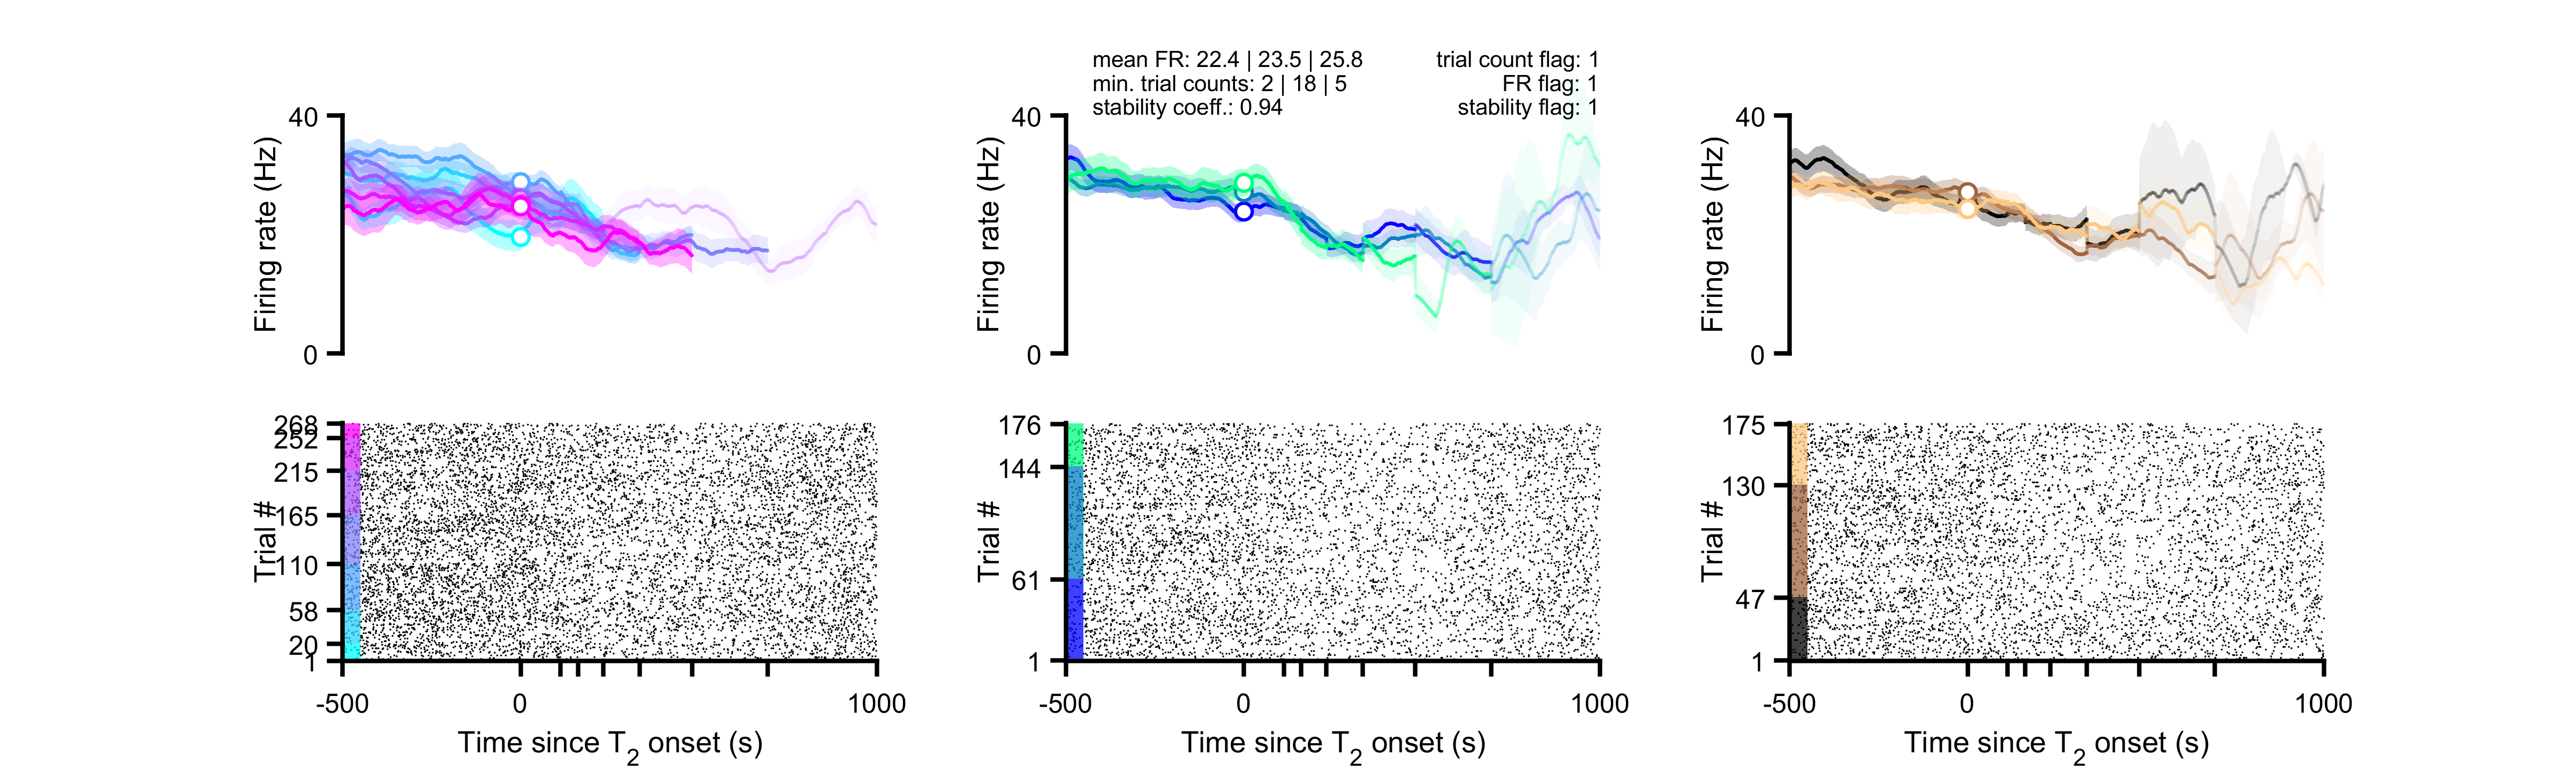 mean FR: 22.4 | 23.5 | 25.8
min. trial counts: 2 | 18 | 5
stability coeff.: 0.94
trial count flag: 1
FR flag: 1
stability flag: 1
40
Firing rate (Hz)
0
40
Firing rate (Hz)
0
40
Firing rate (Hz)
0
268
252
215
165
110
58
20
1
Trial #
-500
0
1000
Time since T2 onset (s)
176
144
61
1
Trial #
-500
0
1000
Time since T2 onset (s)
175
130
47
1
Trial #
-500
0
1000
Time since T2 onset (s)